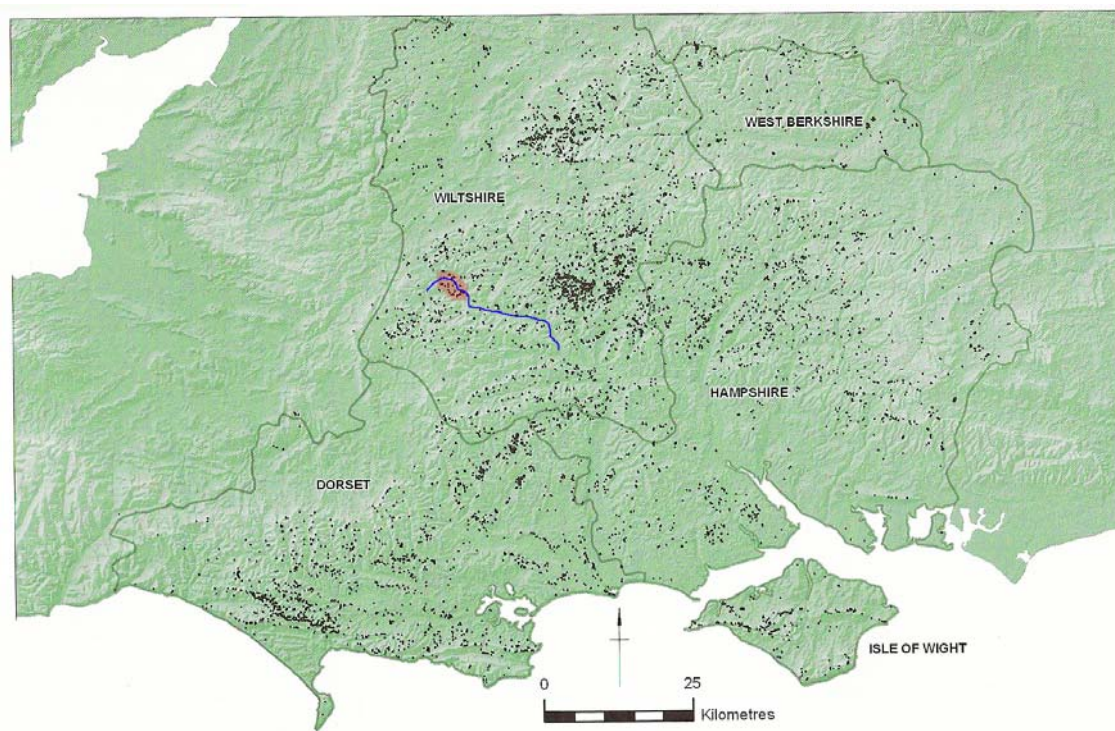 WEST BERKSHIRE
WILTSHIRE
HAMPSHIRE
DORSET
ISLE OF WIGHT
0
25
Kilometres